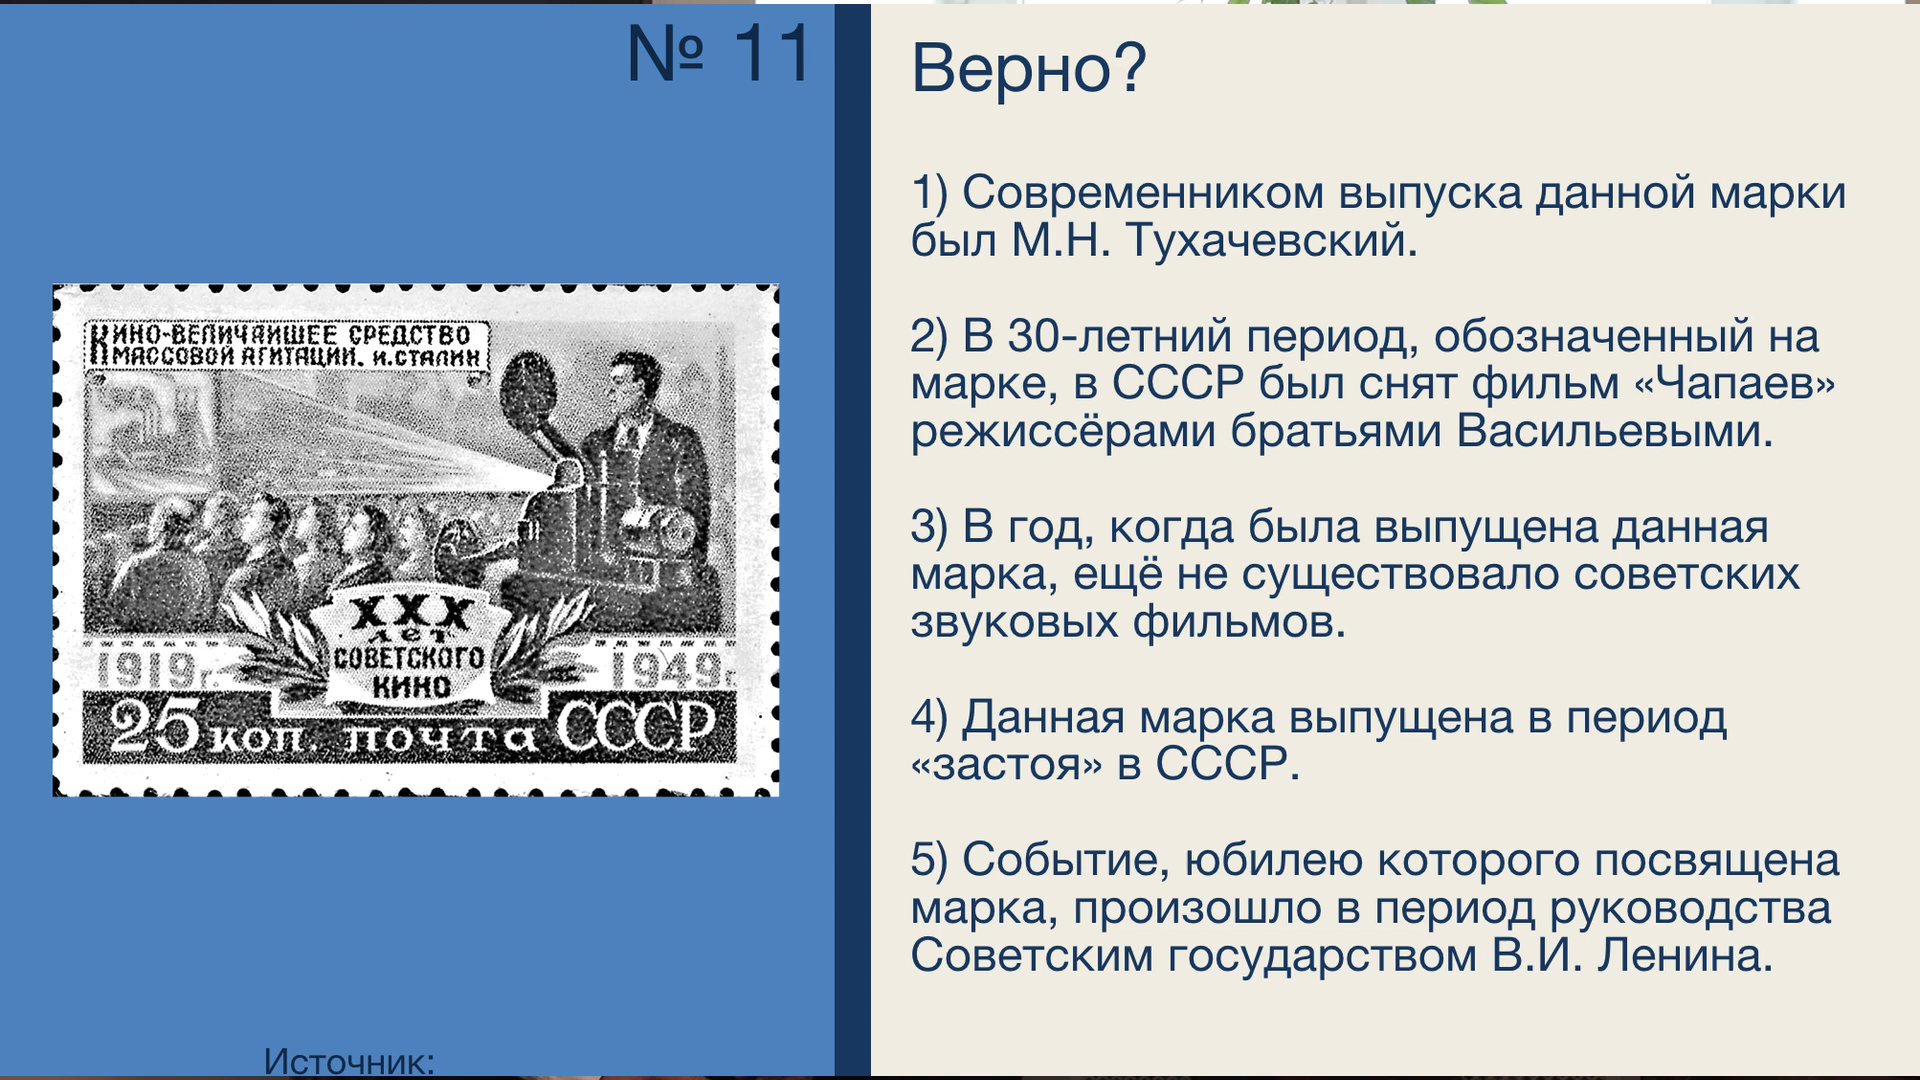 № 11
КИНО-ВЕЛИЧАЙШЕЕ СРЕДСТВО
МАССОВОЙ АГИТАЦИИ. И.СТАЛИН
XXX
лет
СОВЕТСКОГО
КИНО
1919г.
1949г.
25 коп. почта СССР
Источник:
Верно?
1) Современником выпуска данной марки
был М.Н. Тухачевский.
2) В 30-летний период, обозначенный на
марке, в СССР был снят фильм «Чапаев»
режиссёрами братьями Васильевыми.
3) В год, когда была выпущена данная
марка, ещё не существовало советских
звуковых фильмов.
4) Данная марка выпущена в период
«застоя» в СССР.
5) Событие, юбилею которого посвящена
марка, произошло в период руководства
Советским государством В.И. Ленина.